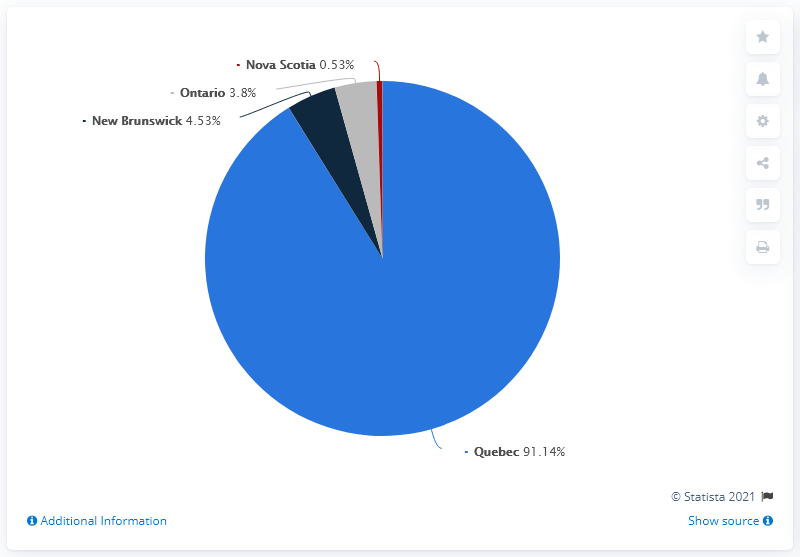 Nova Scotia 0.53%
Ontario 3.8%
New Brunswick 4.53%
Quebec 91.14%
© Statista 2021
Additional Information
Show source